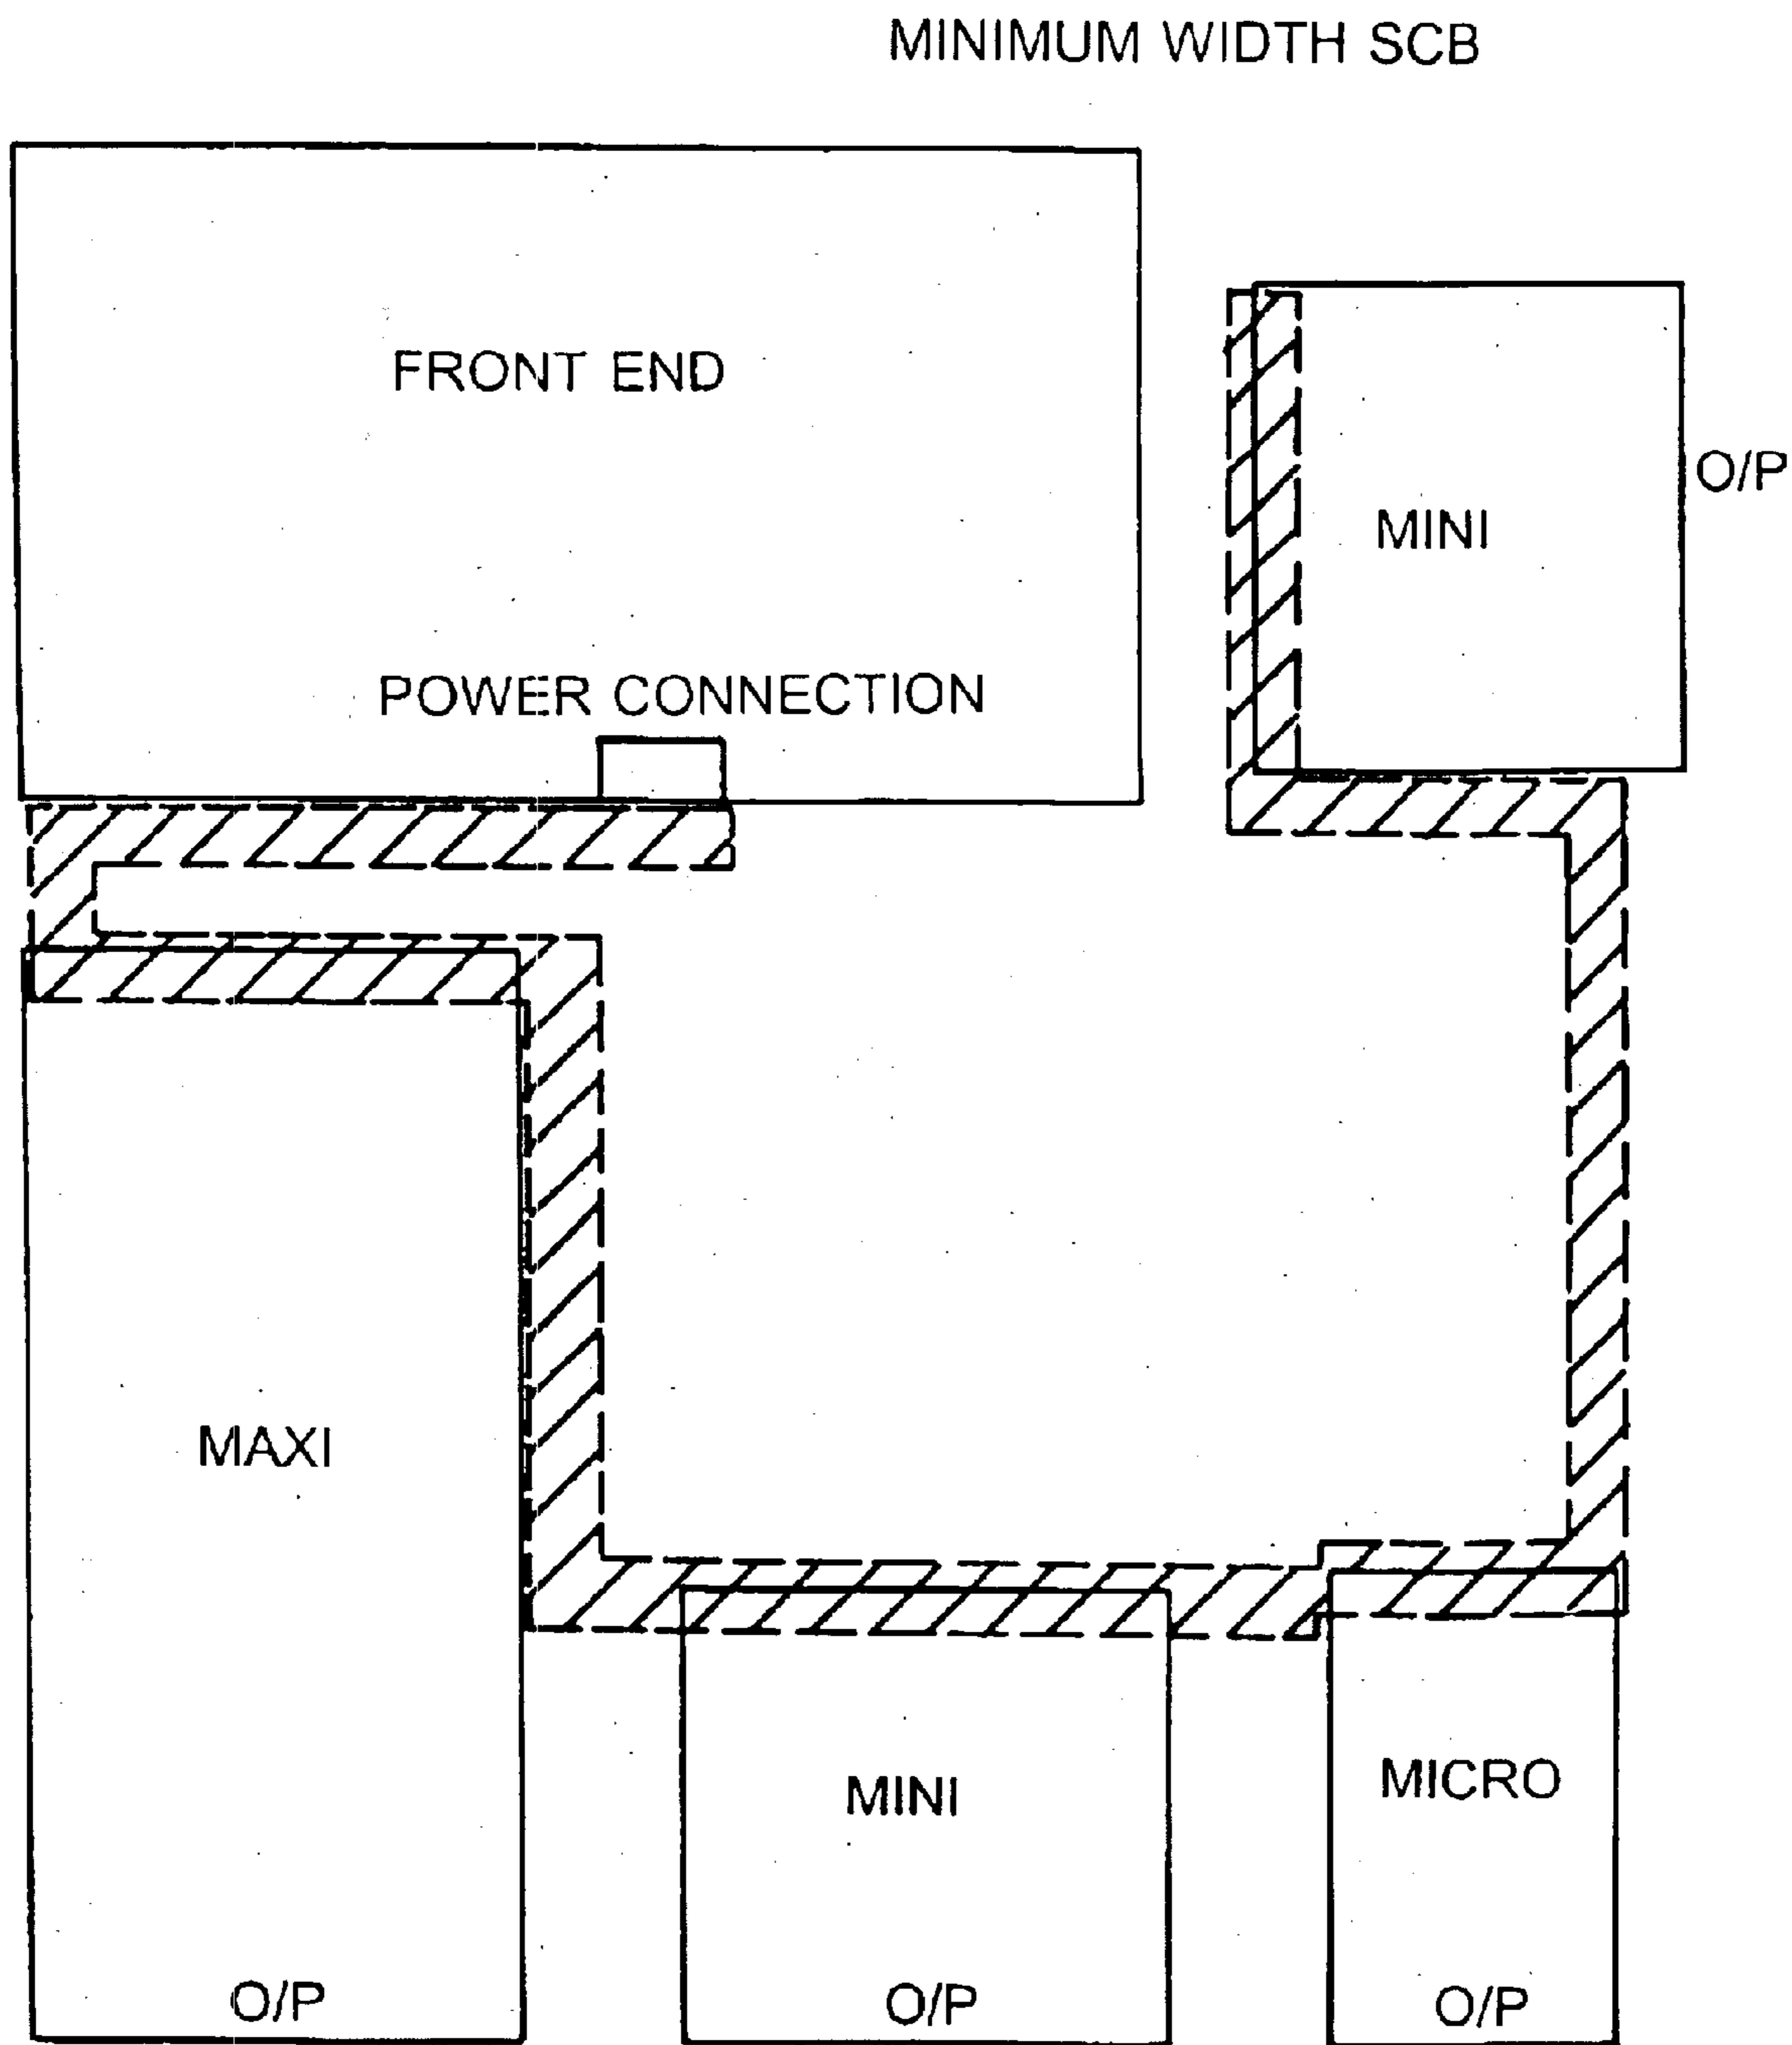 MINIMUM WIDTH SCB
FRONT END
O/P
MINI
POWER CONNECTION
MAXI
MINI
MICRO
O/P
O/P
O/P